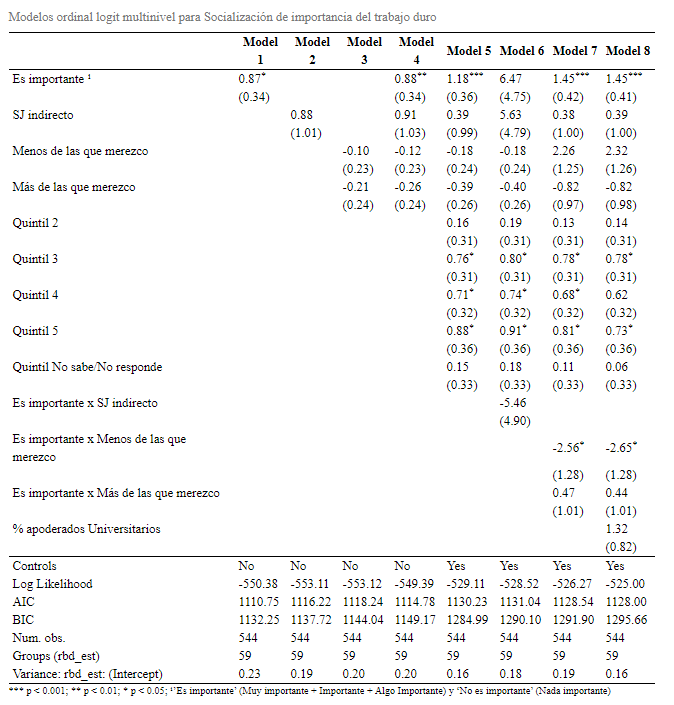 Modelos ordinal logit multinivel para Socialización de importancia del trabajo duro
Model 1 Model 2 Model 3 Model 4 Model 5 Model 6 Model 7 Model 8
Es importante ¹ 0.87* 0.88** 1.18*** 6.47 1.45*** 1.45***
(0.34) (0.34) (0.36) (4.75) (0.42) (0.41)
SJ indirecto 0.88 0.91 0.39 5.63 0.38 0.39
(1.01) (1.03) (0.99) (4.79) (1.00) (1.00)
Menos de las que merezco -0.10 -0.12 -0.18 -0.18 2.26 2.32
(0.23) (0.23) (0.24) (0.24) (1.25) (1.26)
Más de las que merezco -0.21 -0.26 -0.39 -0.40 -0.82 -0.82
(0.24) (0.24) (0.26) (0.26) (0.97) (0.98)
Quintil 2 0.16 0.19 0.13 0.14
(0.31) (0.31) (0.31) (0.31)
Quintil 3 0.76* 0.80* 0.78* 0.78*
(0.31) (0.31) (0.31) (0.31)
Quintil 4 0.71* 0.74* 0.68* 0.62
(0.32) (0.32) (0.32) (0.32)
Quintil 5 0.88* 0.91* 0.81* 0.73*
(0.36) (0.36) (0.36) (0.36)
Quintil No sabe/No responde 0.15 0.18 0.11 0.06
(0.33) (0.33) (0.33) (0.33)
Es importante x SJ indirecto -5.46
(4.90)
Es importante x Menos de las que
merezco -2.56* -2.65*
(1.28) (1.28)
Es importante x Más de las que merezco 0.47 0.44
(1.01) (1.01)
% apoderados Universitarios 1.32
(0.82)
Controls No No No No Yes Yes Yes Yes
Log Likelihood -550.38 -553.11 -553.12 -549.39 -529.11 -528.52 -526.27 -525.00
AIC 1110.75 1116.22 1118.24 1114.78 1130.23 1131.04 1128.54 1128.00
BIC 1132.25 1137.72 1144.04 1149.17 1284.99 1290.10 1291.90 1295.66
Num. obs. 544 544 544 544 544 544 544 544
Groups (rbd_est) 59 59 59 59 59 59 59 59
Variance: rbd_est: (Intercept) 0.23 0.19 0.20 0.20 0.16 0.18 0.19 0.16
*** p < 0.001; ** p < 0.01; * p < 0.05; ¹'Es importante' (Muy importante + Importante + Algo Importante) y 'No es importante' (Nada importante)